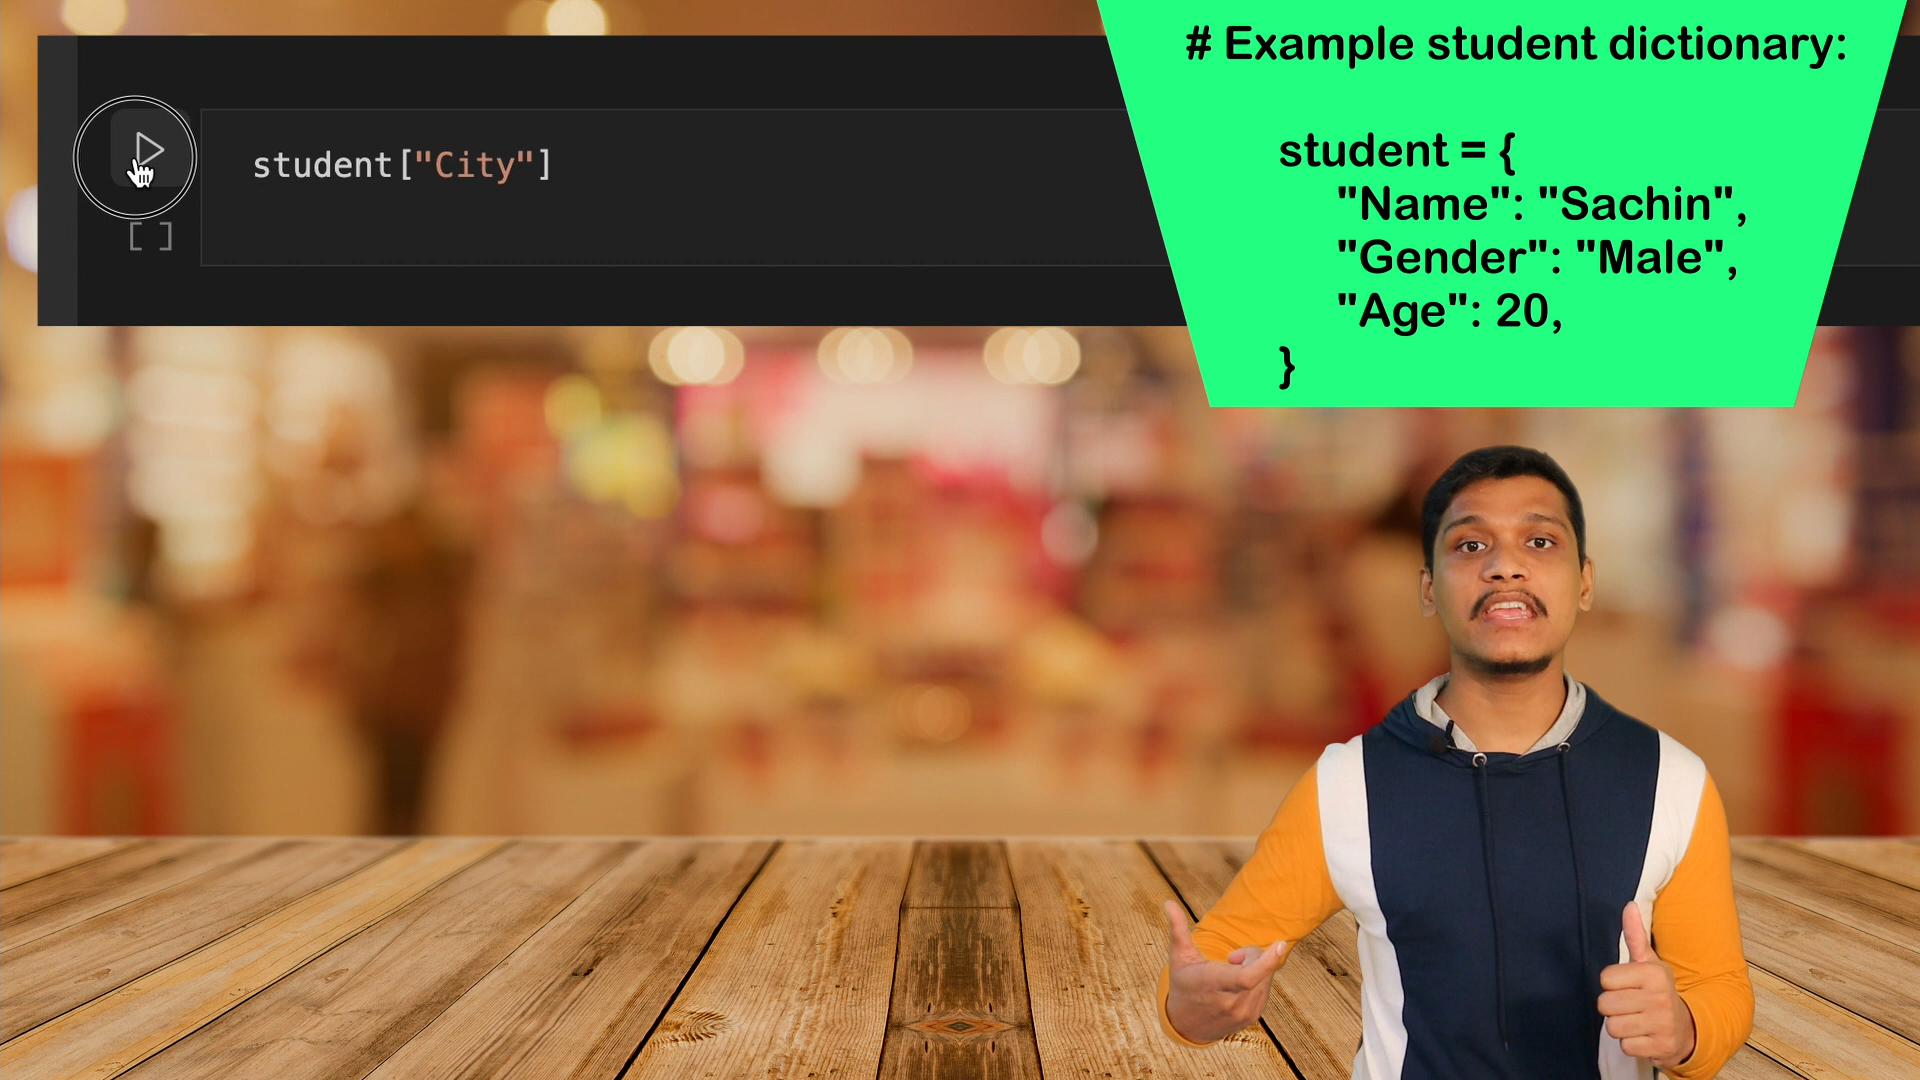 student["City"]
[ ]
# Example student dictionary:
student = {
"Name": "Sachin",
"Gender": "Male",
"Age": 20,
}